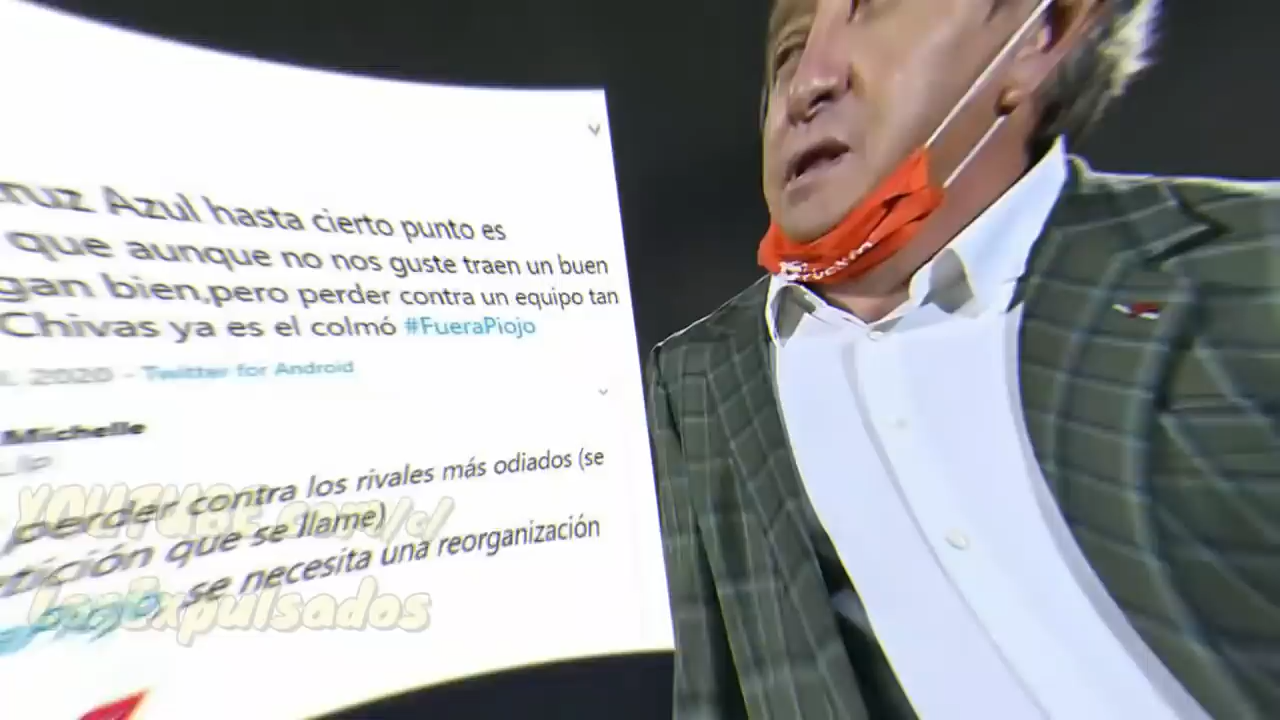 Cruz Azul hasta cierto punto es
que aunque no nos guste traen un buen
gan bien,pero perder contra un equipo tan
Chivas ya es el colmó #FueraPiojo
2020 - Twitter for Android
Michelle
perder contra los rivales más odiados (se
que se llame)
se necesita una reorganización
YOUTUBE.com/c/
LosExpulsados